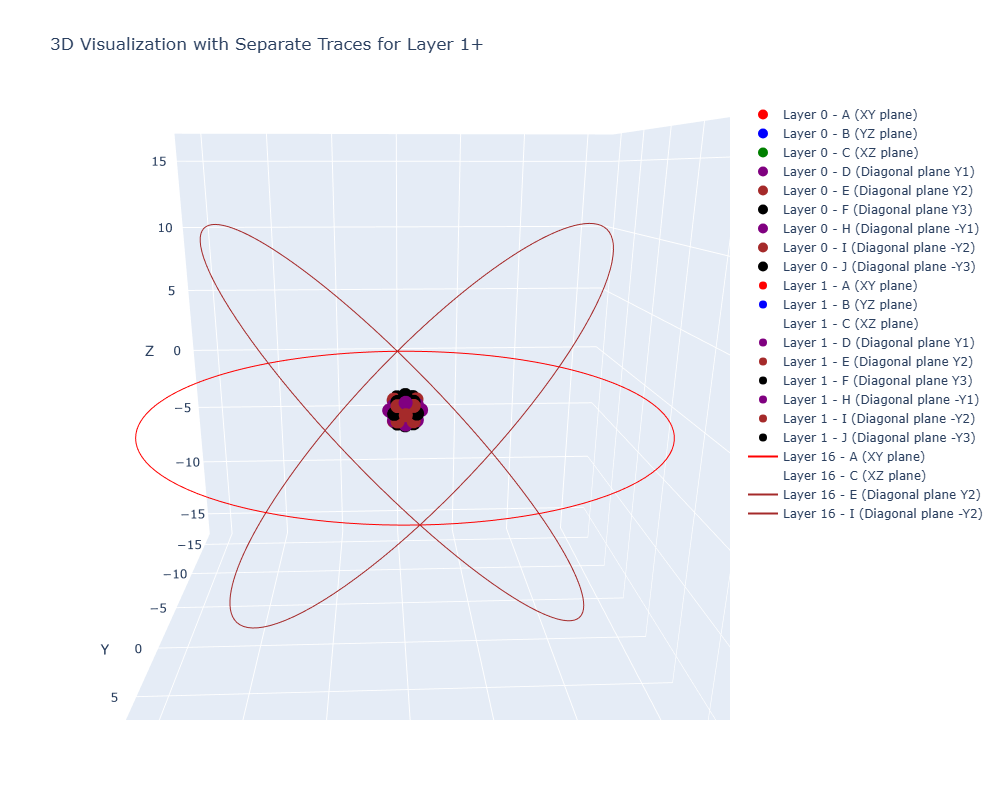 3D Visualization with Separate Traces for Layer 1+
15
10
5
Z
0
−5
−10
−15
−15
−10
−5
Y
0
5
Layer 0 - A (XY plane)
Layer 0 - B (YZ plane)
Layer 0 - C (XZ plane)
Layer 0 - D (Diagonal plane Y1)
Layer 0 - E (Diagonal plane Y2)
Layer 0 - F (Diagonal plane Y3)
Layer 0 - H (Diagonal plane -Y1)
Layer 0 - I (Diagonal plane -Y2)
Layer 0 - J (Diagonal plane -Y3)
Layer 1 - A (XY plane)
Layer 1 - B (YZ plane)
Layer 1 - C (XZ plane)
Layer 1 - D (Diagonal plane Y1)
Layer 1 - E (Diagonal plane Y2)
Layer 1 - F (Diagonal plane Y3)
Layer 1 - H (Diagonal plane -Y1)
Layer 1 - I (Diagonal plane -Y2)
Layer 1 - J (Diagonal plane -Y3)
Layer 16 - A (XY plane)
Layer 16 - C (XZ plane)
Layer 16 - E (Diagonal plane Y2)
Layer 16 - I (Diagonal plane -Y2)